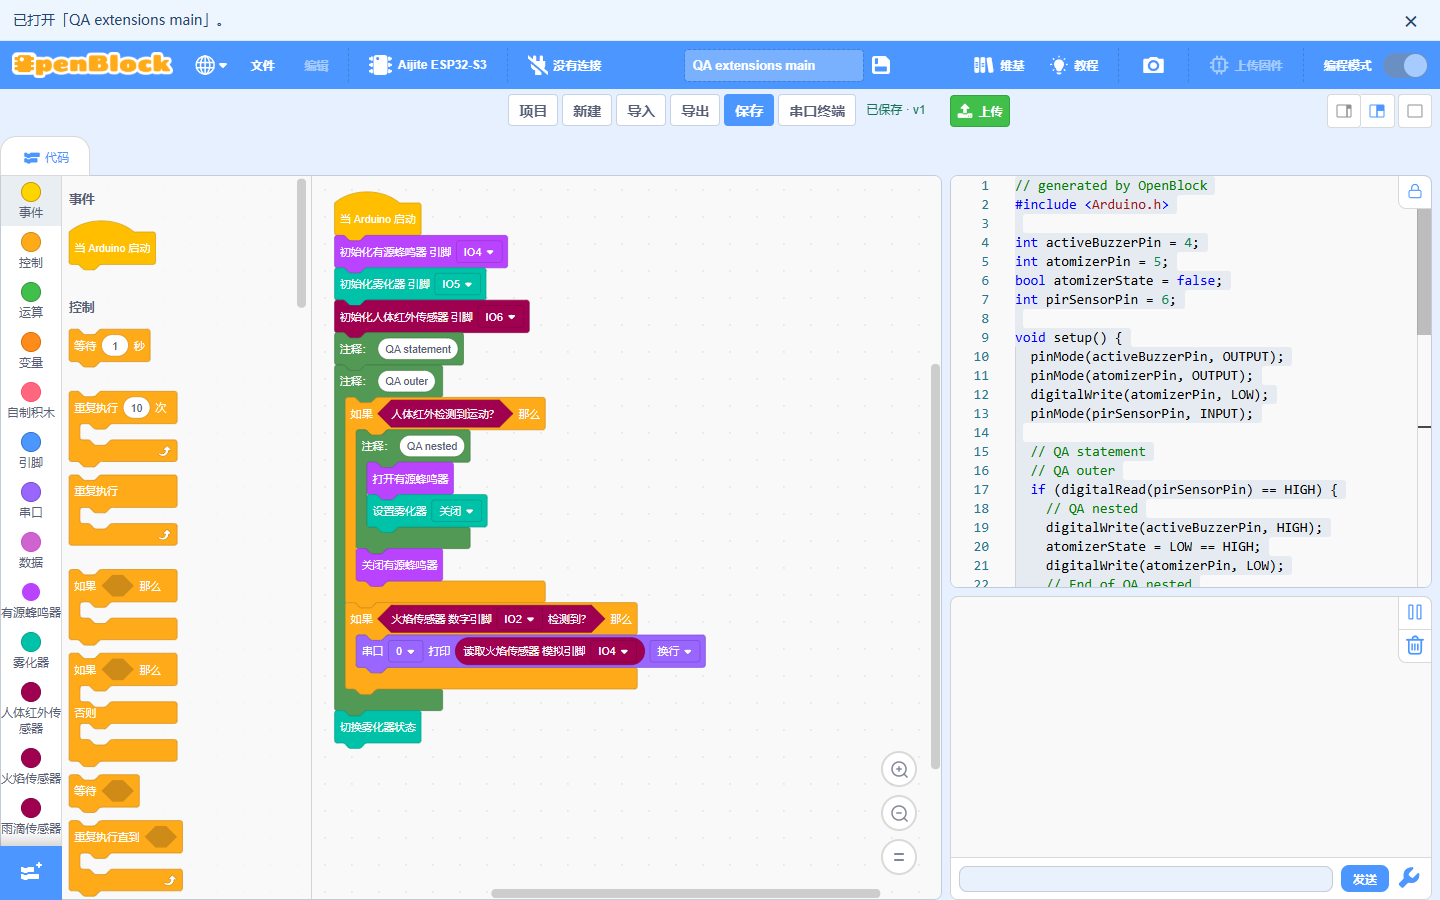 已打开「QA extensions main」。
OpenBlock
文件
编辑
Aijite ESP32-S3
没有连接
QA extensions main
维基
教程
上传固件
编程模式
项目
新建
导入
导出
保存
串口终端
已保存 · v1
上传
代码
事件
控制
运算
变量
自制积木
引脚
串口
数据
有源蜂鸣器
雾化器
人体红外传
感器
火焰传感器
雨滴传感器
事件
当 Arduino 启动
控制
等待 1 秒
重复执行 10 次
重复执行
如果 那么
如果 那么
否则
等待
重复执行直到
当 Arduino 启动
初始化有源蜂鸣器 引脚 IO4
初始化雾化器 引脚 IO5
初始化人体红外传感器 引脚 IO6
注释: QA statement
注释: QA outer
如果 人体红外检测到运动? 那么
注释: QA nested
打开有源蜂鸣器
设置雾化器 关闭
关闭有源蜂鸣器
如果 火焰传感器 数字引脚 IO2 检测到? 那么
串口 0 打印 读取火焰传感器 模拟引脚 IO4 换行
切换雾化器状态
1 // generated by OpenBlock
2 #include <Arduino.h>
3
4 int activeBuzzerPin = 4;
5 int atomizerPin = 5;
6 bool atomizerState = false;
7 int pirSensorPin = 6;
8
9 void setup() {
10 pinMode(activeBuzzerPin, OUTPUT);
11 pinMode(atomizerPin, OUTPUT);
12 digitalWrite(atomizerPin, LOW);
13 pinMode(pirSensorPin, INPUT);
14
15 // QA statement
16 // QA outer
17 if (digitalRead(pirSensorPin) == HIGH) {
18 // QA nested
19 digitalWrite(activeBuzzerPin, HIGH);
20 atomizerState = LOW == HIGH;
21 digitalWrite(atomizerPin, LOW);
22 // End of QA nested
发送